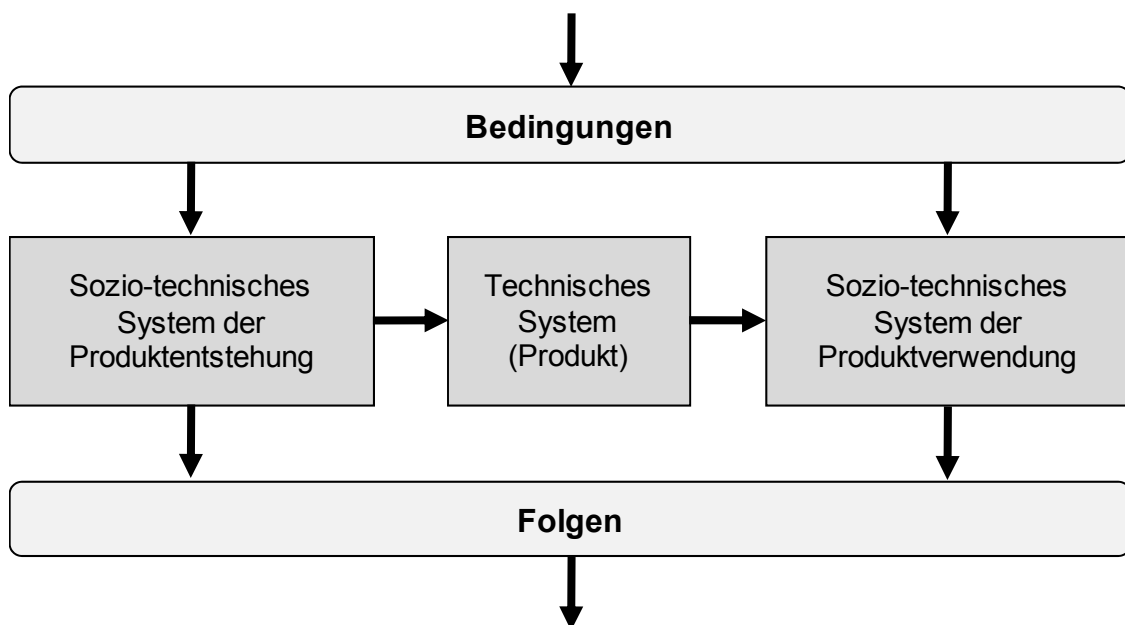 Bedingungen
Sozio-technisches
System der
Produktentstehung
Technisches
System
(Produkt)
Sozio-technisches
System der
Produktverwendung
Folgen